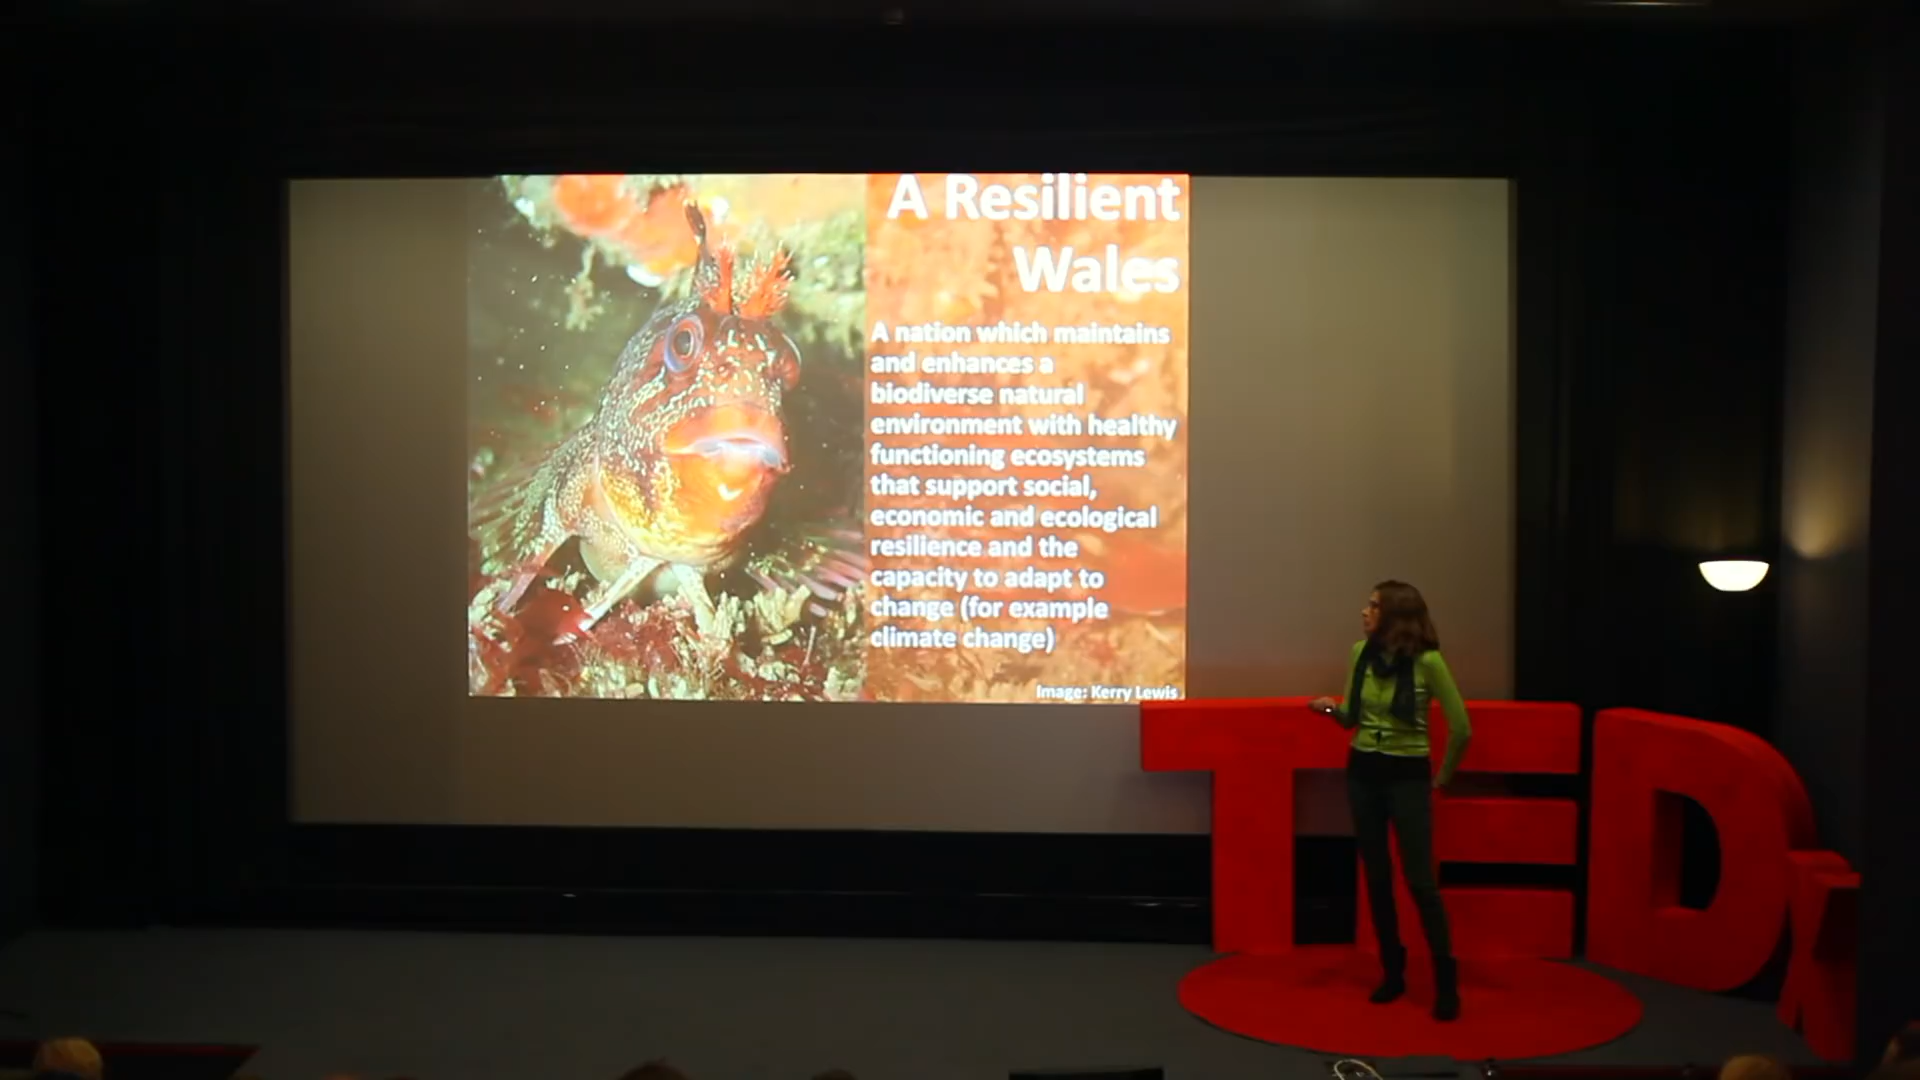 A Resilient
Wales
A nation which maintains
and enhances a
biodiverse natural
environment with healthy
functioning ecosystems
that support social,
economic and ecological
resilience and the
capacity to adapt to
change (for example
climate change)
Image: Kerry Lewis
TEDx